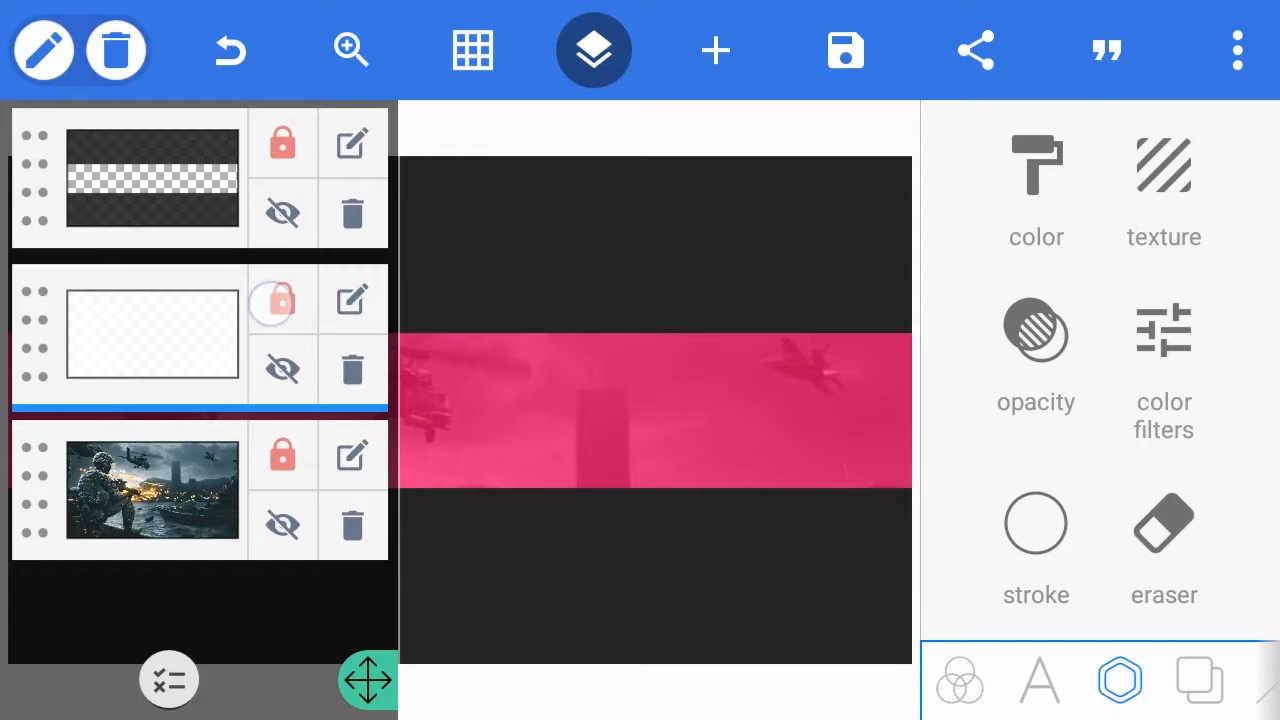 color
texture
opacity
color
filters
stroke
eraser